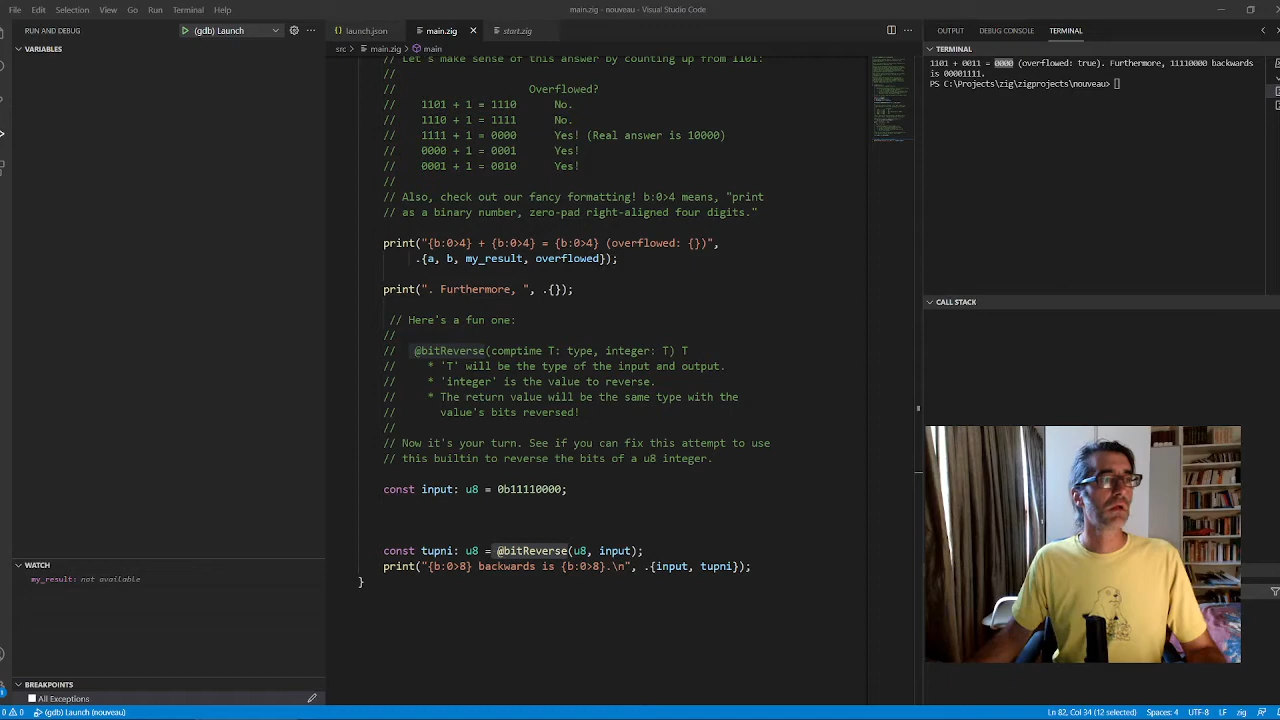 File Edit Selection View Go Run Terminal Help
main.zig - nouveau - Visual Studio Code
RUN AND DEBUG
(gdb) Launch
launch.json
main.zig
start.zig
VARIABLES
src > main.zig > main
// Let's make sense of this answer by counting up from 1101:
//
// Overflowed?
// 1101 + 1 = 1110 No.
// 1110 + 1 = 1111 No.
// 1111 + 1 = 0000 Yes! (Real answer is 10000)
// 0000 + 1 = 0001 Yes!
// 0001 + 1 = 0010 Yes!
//
// Also, check out our fancy formatting! b:0>4 means, "print
// as a binary number, zero-pad right-aligned four digits."
print("{b:0>4} + {b:0>4} = {b:0>4} (overflowed: {})",
.{a, b, my_result, overflowed});
print(". Furthermore, ", .{});
// Here's a fun one:
//
// @bitReverse(comptime T: type, integer: T) T
// * 'T' will be the type of the input and output.
// * 'integer' is the value to reverse.
// * The return value will be the same type with the
// value's bits reversed!
//
// Now it's your turn. See if you can fix this attempt to use
// this builtin to reverse the bits of a u8 integer.
const input: u8 = 0b11110000;
const tupni: u8 = @bitReverse(u8, input);
print("{b:0>8} backwards is {b:0>8}.\n", .{input, tupni});
}
OUTPUT DEBUG CONSOLE TERMINAL
TERMINAL
1101 + 0011 = 0000 (overflowed: true). Furthermore, 11110000 backwards
is 00001111.
PS C:\Projects\zig\zigprojects\nouveau>
CALL STACK
WATCH
my_result: not available
BREAKPOINTS
All Exceptions
0 0 (gdb) Launch (nouveau)
Ln 82, Col 34 (12 selected) Spaces: 4 UTF-8 LF zig